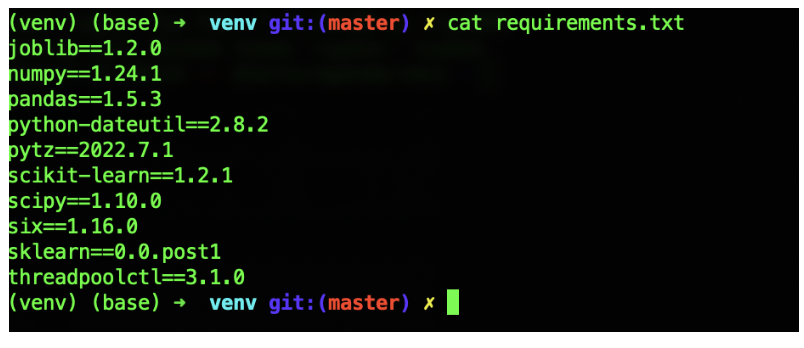 (venv) (base) → venv git:(master) ✗ cat requirements.txt
joblib==1.2.0
numpy==1.24.1
pandas==1.5.3
python-dateutil==2.8.2
pytz==2022.7.1
scikit-learn==1.2.1
scipy==1.10.0
six==1.16.0
sklearn==0.0.post1
threadpoolctl==3.1.0
(venv) (base) → venv git:(master) ✗